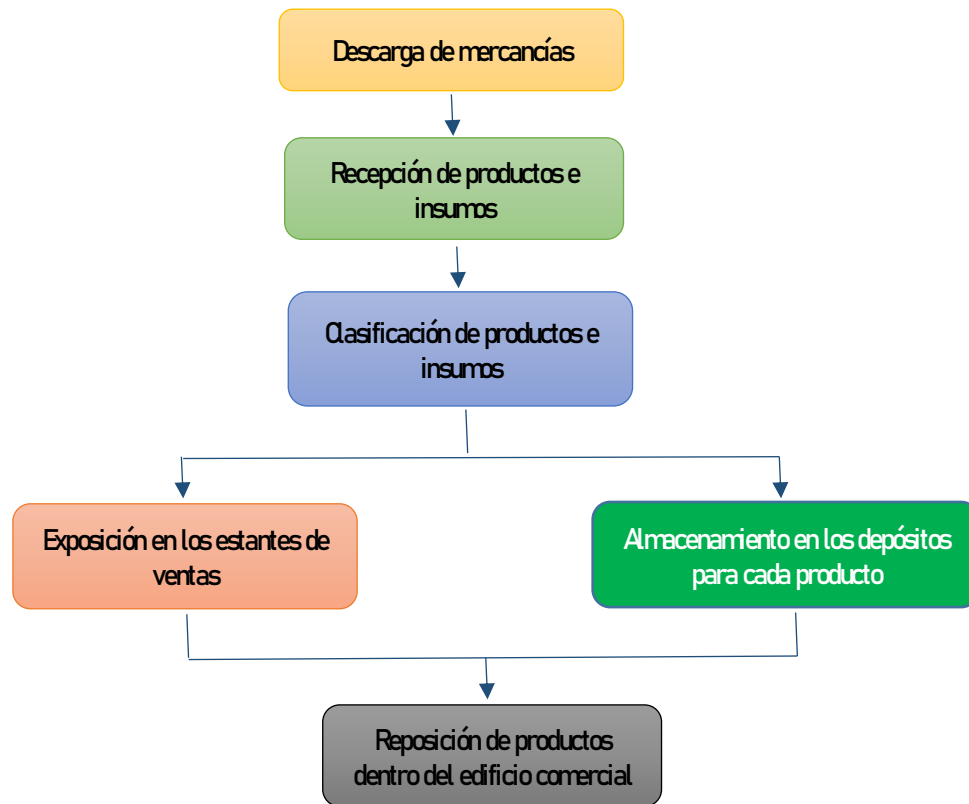 Descarga de mercancías
Recepción de productos e
insumos
Clasificación de productos e
insumos
Exposición en los estantes de
ventas
Almacenamiento en los depósitos
para cada producto
Reposición de productos
dentro del edificio comercial